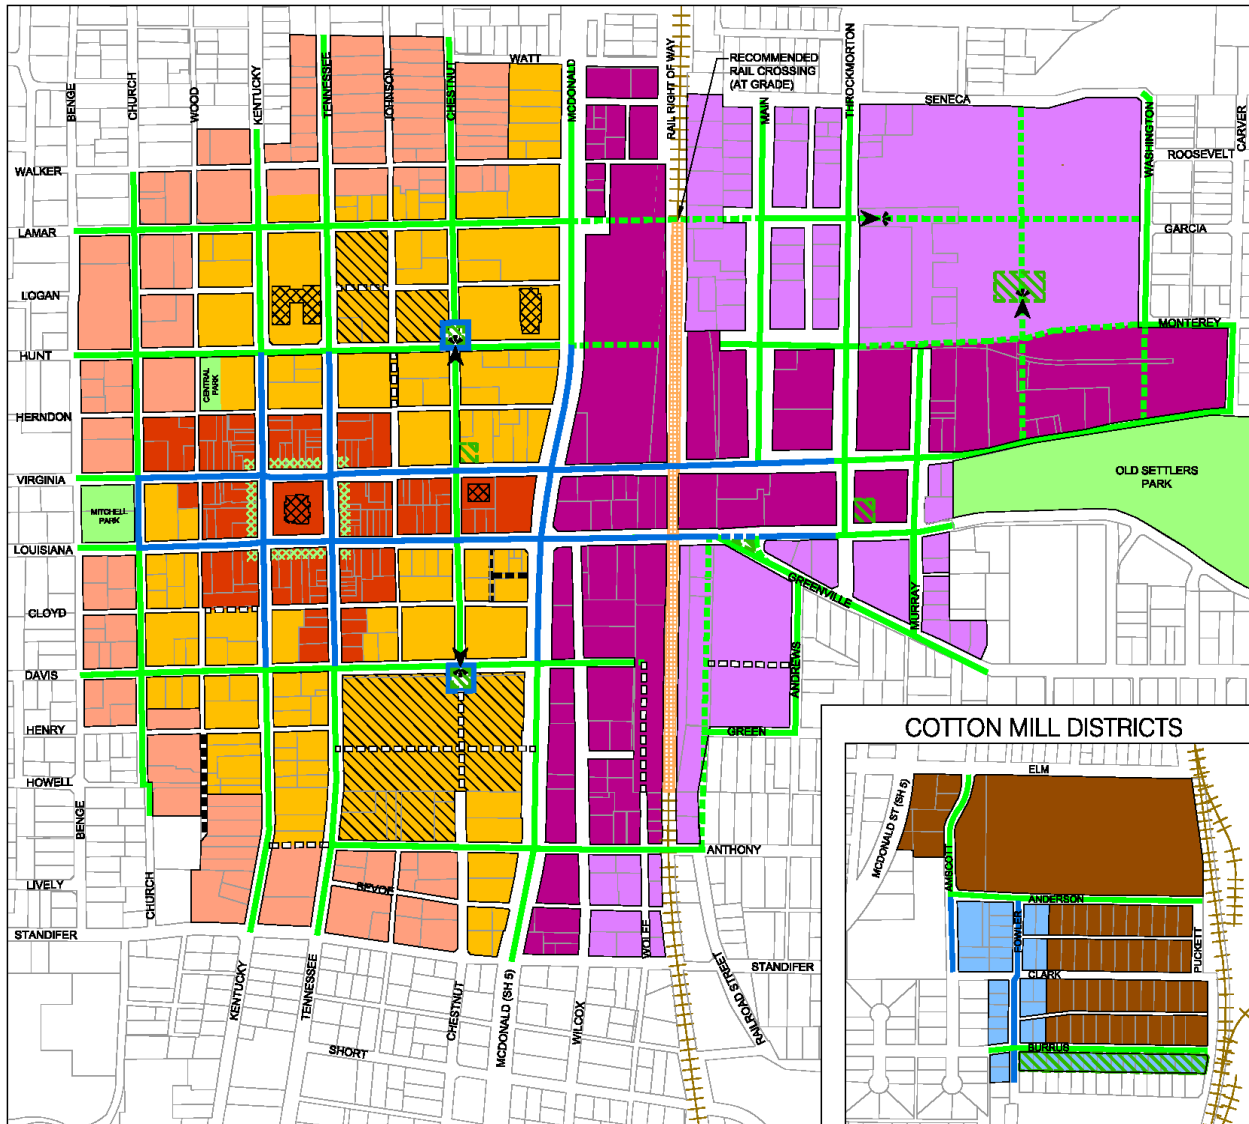 WATT
RECOMMENDED
RAIL CROSSING
(AT GRADE)
BENGE
CHURCH
WOOD
KENTUCKY
TENNESSEE
JOHNSON
CHESTNUT
MCDONALD
RAIL RIGHT OF WAY
MAIN
THROCKMORTON
SENECA
WASHINGTON
CARVER
ROOSEVELT
WALKER
LAMAR
GARCIA
LOGAN
MONTEREY
HUNT
CENTRAL
PARK
HERNDON
VIRGINIA
OLD SETTLERS
PARK
MITCHELL
PARK
LOUISIANA
GREENVILLE
CLOYD
MURRAY
DAVIS
ANDREWS
HENRY
GREEN
HOWELL
BENGE
ANTHONY
LIVELY
CHURCH
BEVOE
STANDIFER
WOLFE
STANDIFER
KENTUCKY
TENNESSEE
CHESTNUT
MCDONALD (SH 5)
WILCOX
RAILROAD STREET
SHORT
COTTON MILL DISTRICTS
ELM
MCDONALD ST (SH 5)
AMSCOTT
ANDERSON
FOWLER
PUCKETT
CLARK
BURRUS